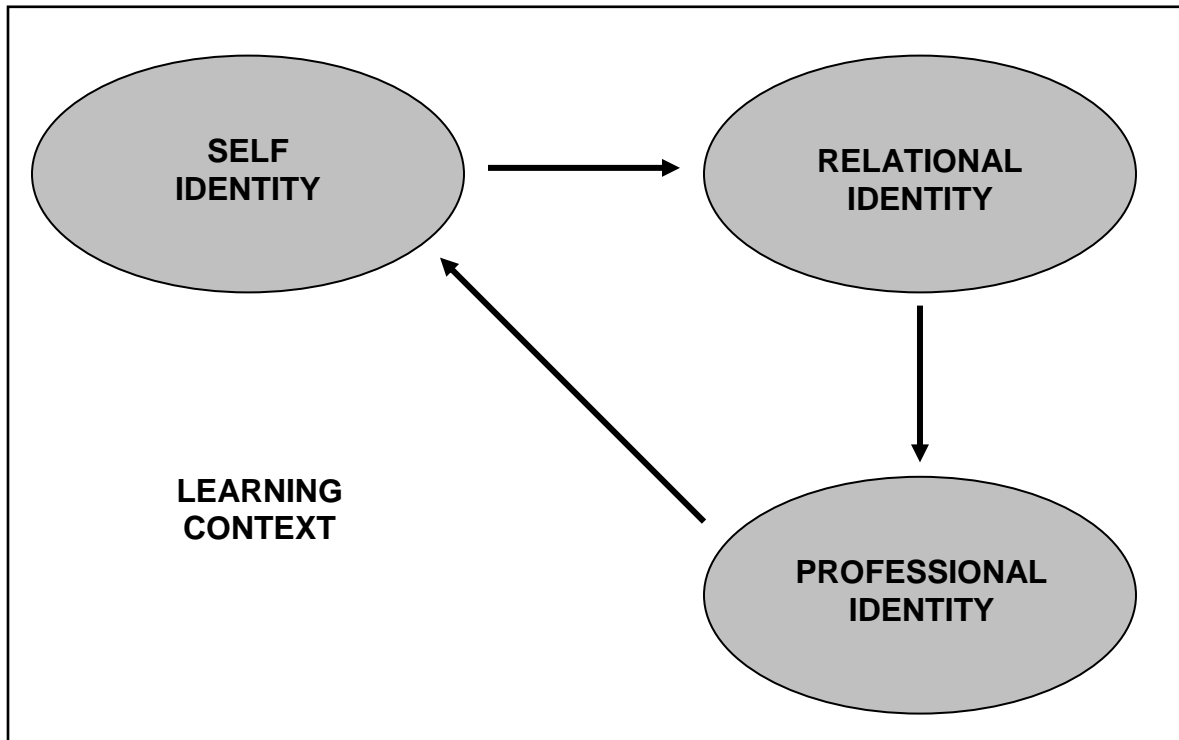 SELF
IDENTITY
RELATIONAL
IDENTITY
LEARNING
CONTEXT
PROFESSIONAL
IDENTITY